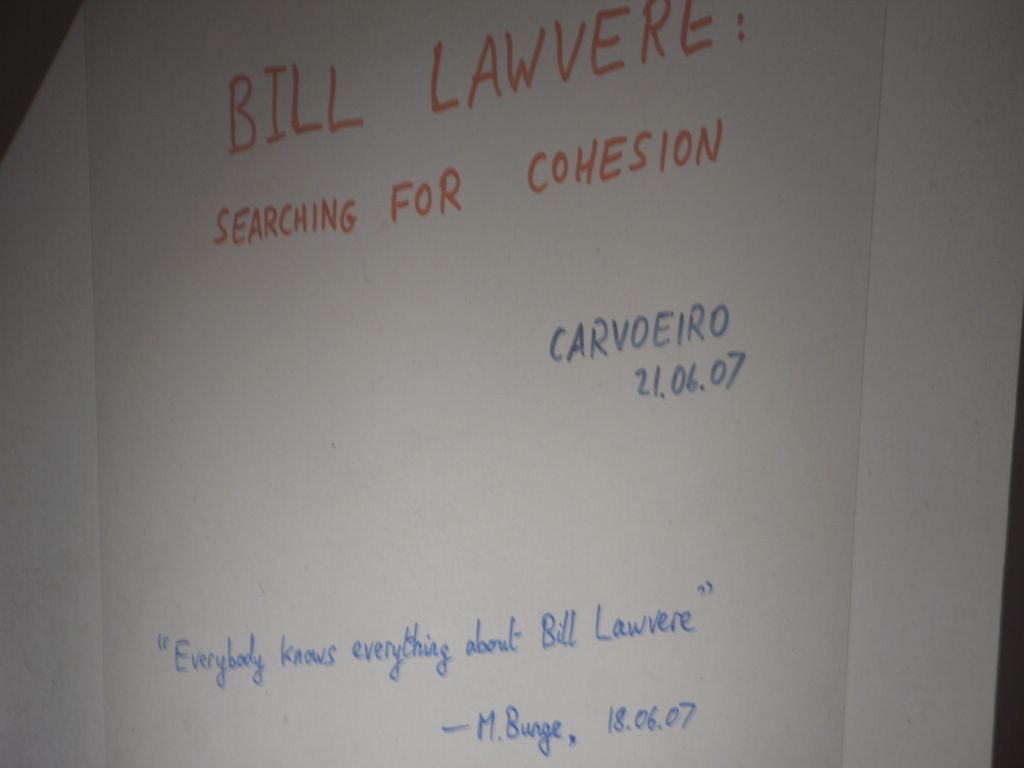 BILL LAWVERE:
SEARCHING FOR COHESION
CARVOEIRO
21.06.07
“Everybody knows everything about Bill Lawvere”
— M. Bunge, 18.06.07